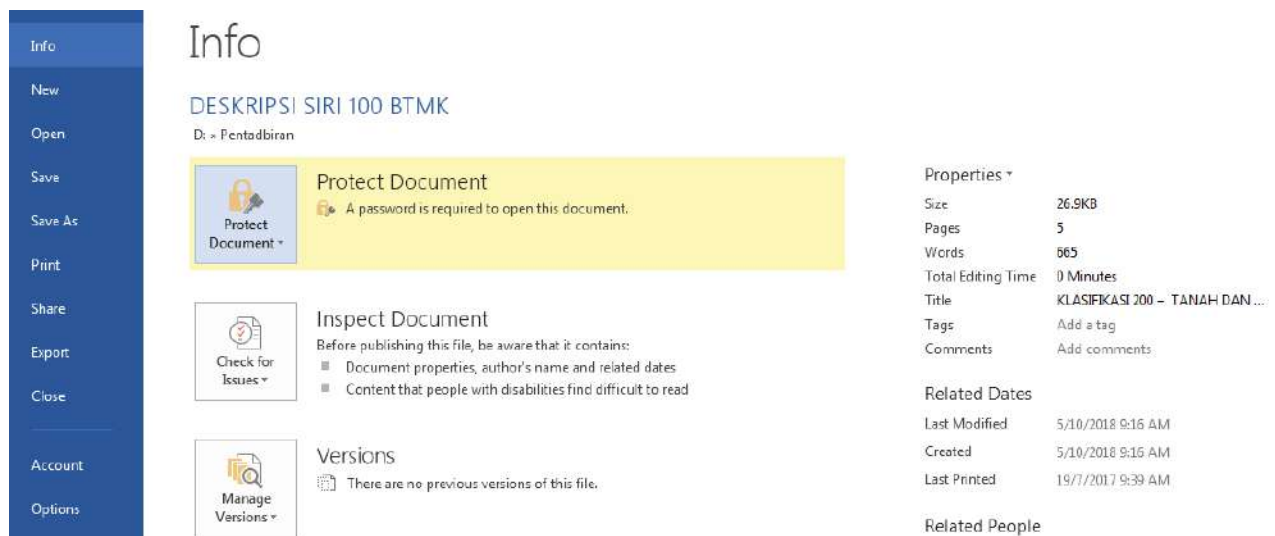 Info
New
Open
Save
Save As
Print
Share
Export
Close
Account
Options
Info
DESKRIPSI SIRI 100 BTMK
D: » Pentadbiran
Protect Document
Protect Document
A password is required to open this document.
Check for Issues
Inspect Document
Before publishing this file, be aware that it contains:
Document properties, author's name and related dates
Content that people with disabilities find difficult to read
Manage Versions
Versions
There are no previous versions of this file.
Properties
Size 26.9KB
Pages 5
Words 665
Total Editing Time 0 Minutes
Title KLASIFIKASI 200 – TANAH DAN ...
Tags Add a tag
Comments Add comments
Related Dates
Last Modified 5/10/2018 9:16 AM
Created 5/10/2018 9:16 AM
Last Printed 19/7/2017 9:39 AM
Related People